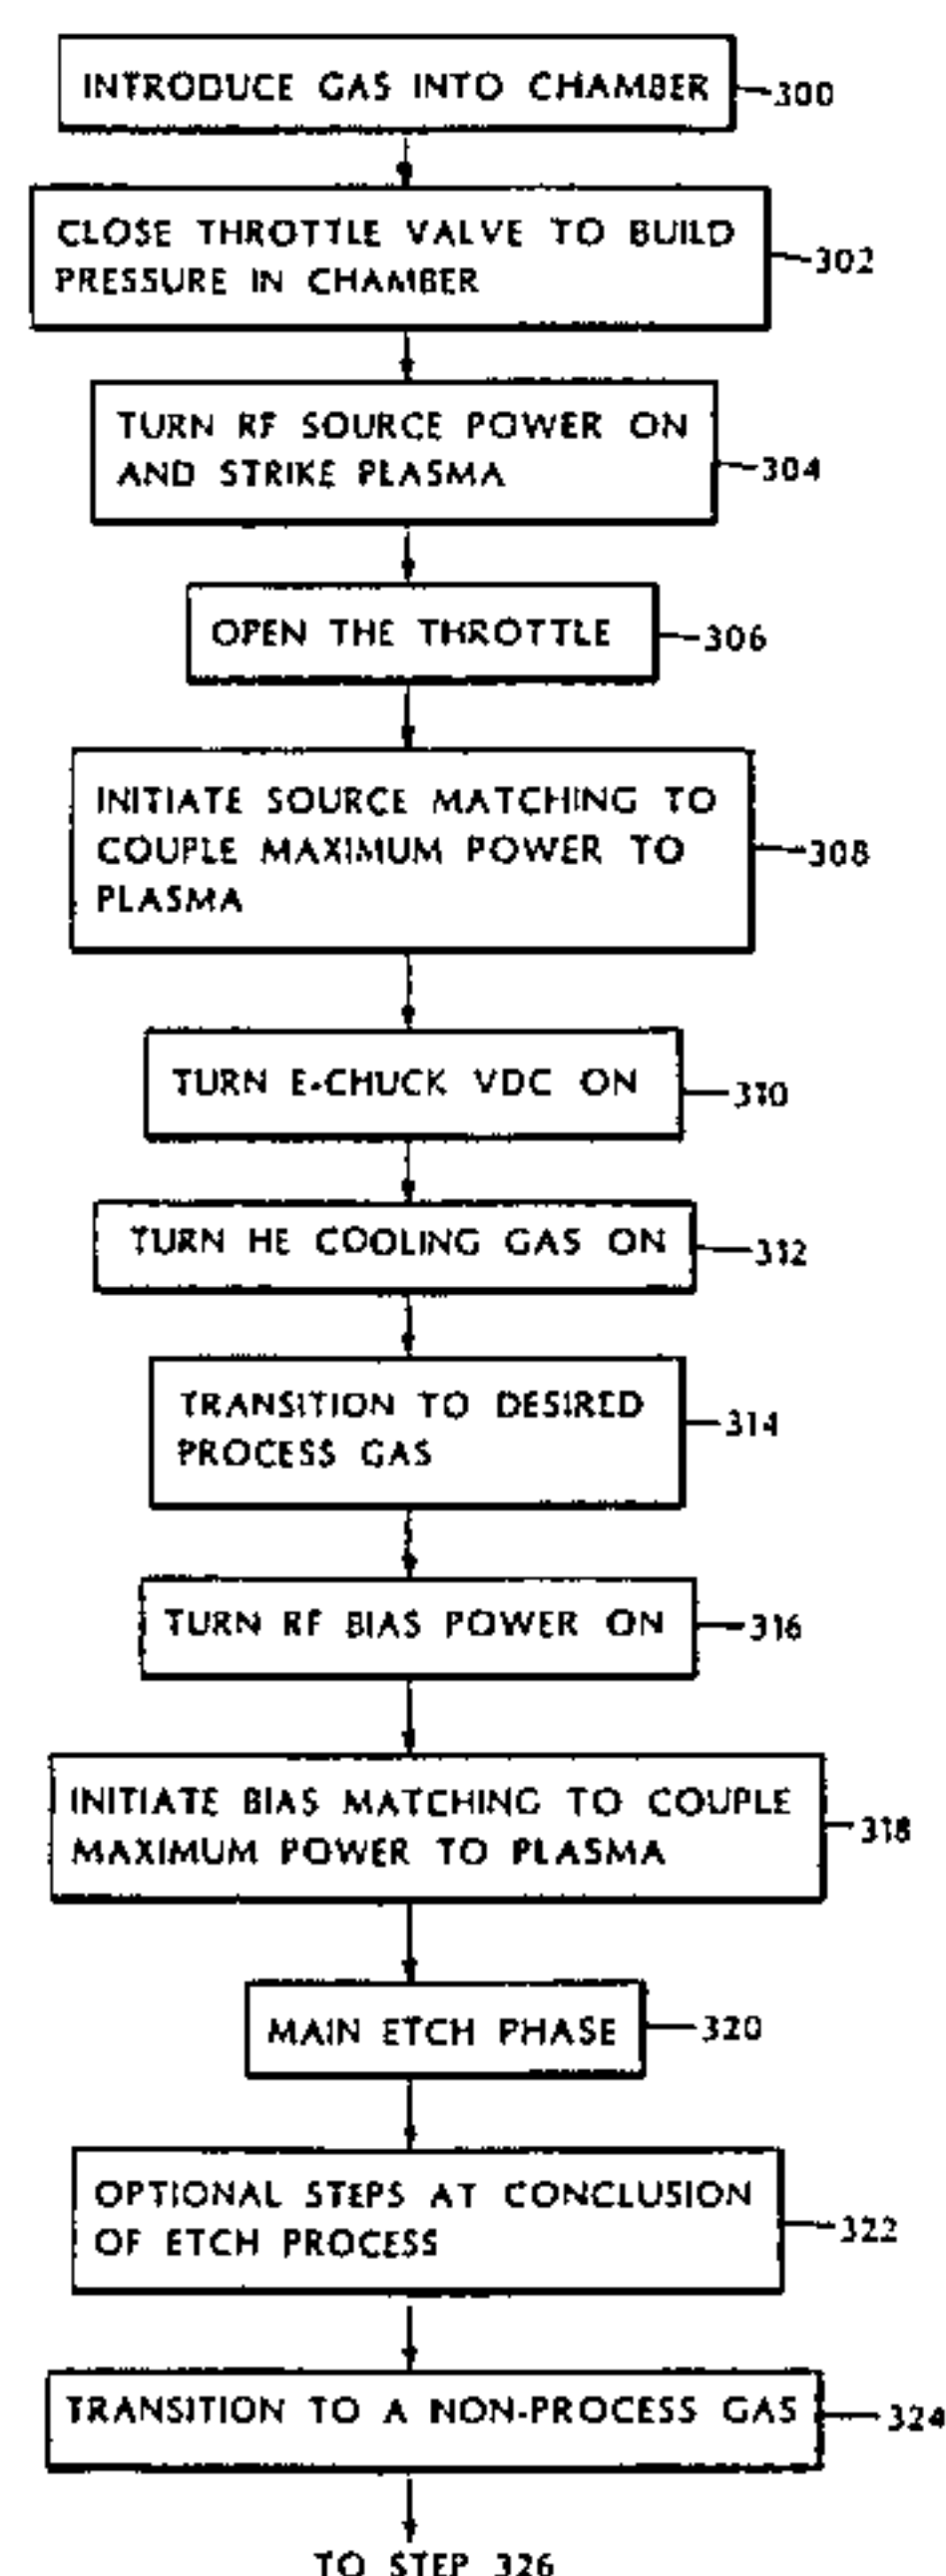 INTRODUCE GAS INTO CHAMBER
300
CLOSE THROTTLE VALVE TO BUILD
PRESSURE IN CHAMBER
302
TURN RF SOURCE POWER ON
AND STRIKE PLASMA
304
OPEN THE THROTTLE
306
INITIATE SOURCE MATCHING TO
COUPLE MAXIMUM POWER TO
PLASMA
308
TURN E-CHUCK VDC ON
310
TURN HE COOLING GAS ON
312
TRANSITION TO DESIRED
PROCESS GAS
314
TURN RF BIAS POWER ON
316
INITIATE BIAS MATCHING TO COUPLE
MAXIMUM POWER TO PLASMA
318
MAIN ETCH PHASE
320
OPTIONAL STEPS AT CONCLUSION
OF ETCH PROCESS
322
TRANSITION TO A NON-PROCESS GAS
324
TO STEP 326